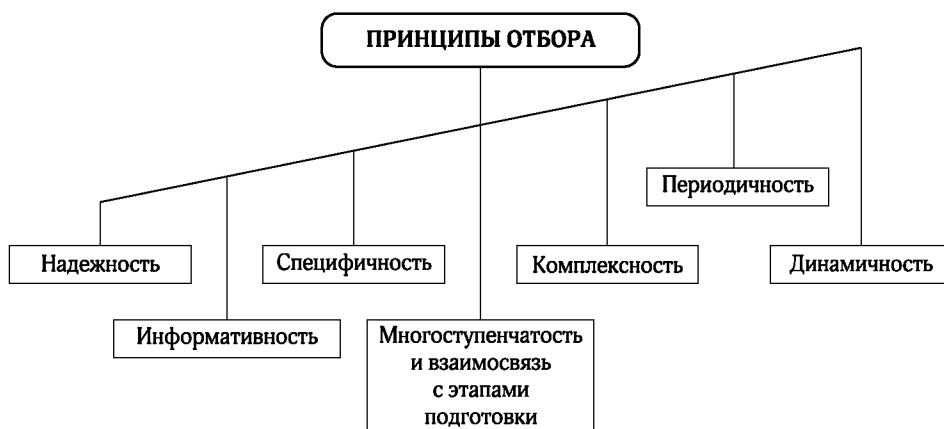 ПРИНЦИПЫ ОТБОРА
Периодичность
Надежность
Специфичность
Комплексность
Динамичность
Информативность
Многоступенчатость
и взаимосвязь
с этапами
подготовки